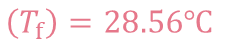 (T_f) = 28.56°C